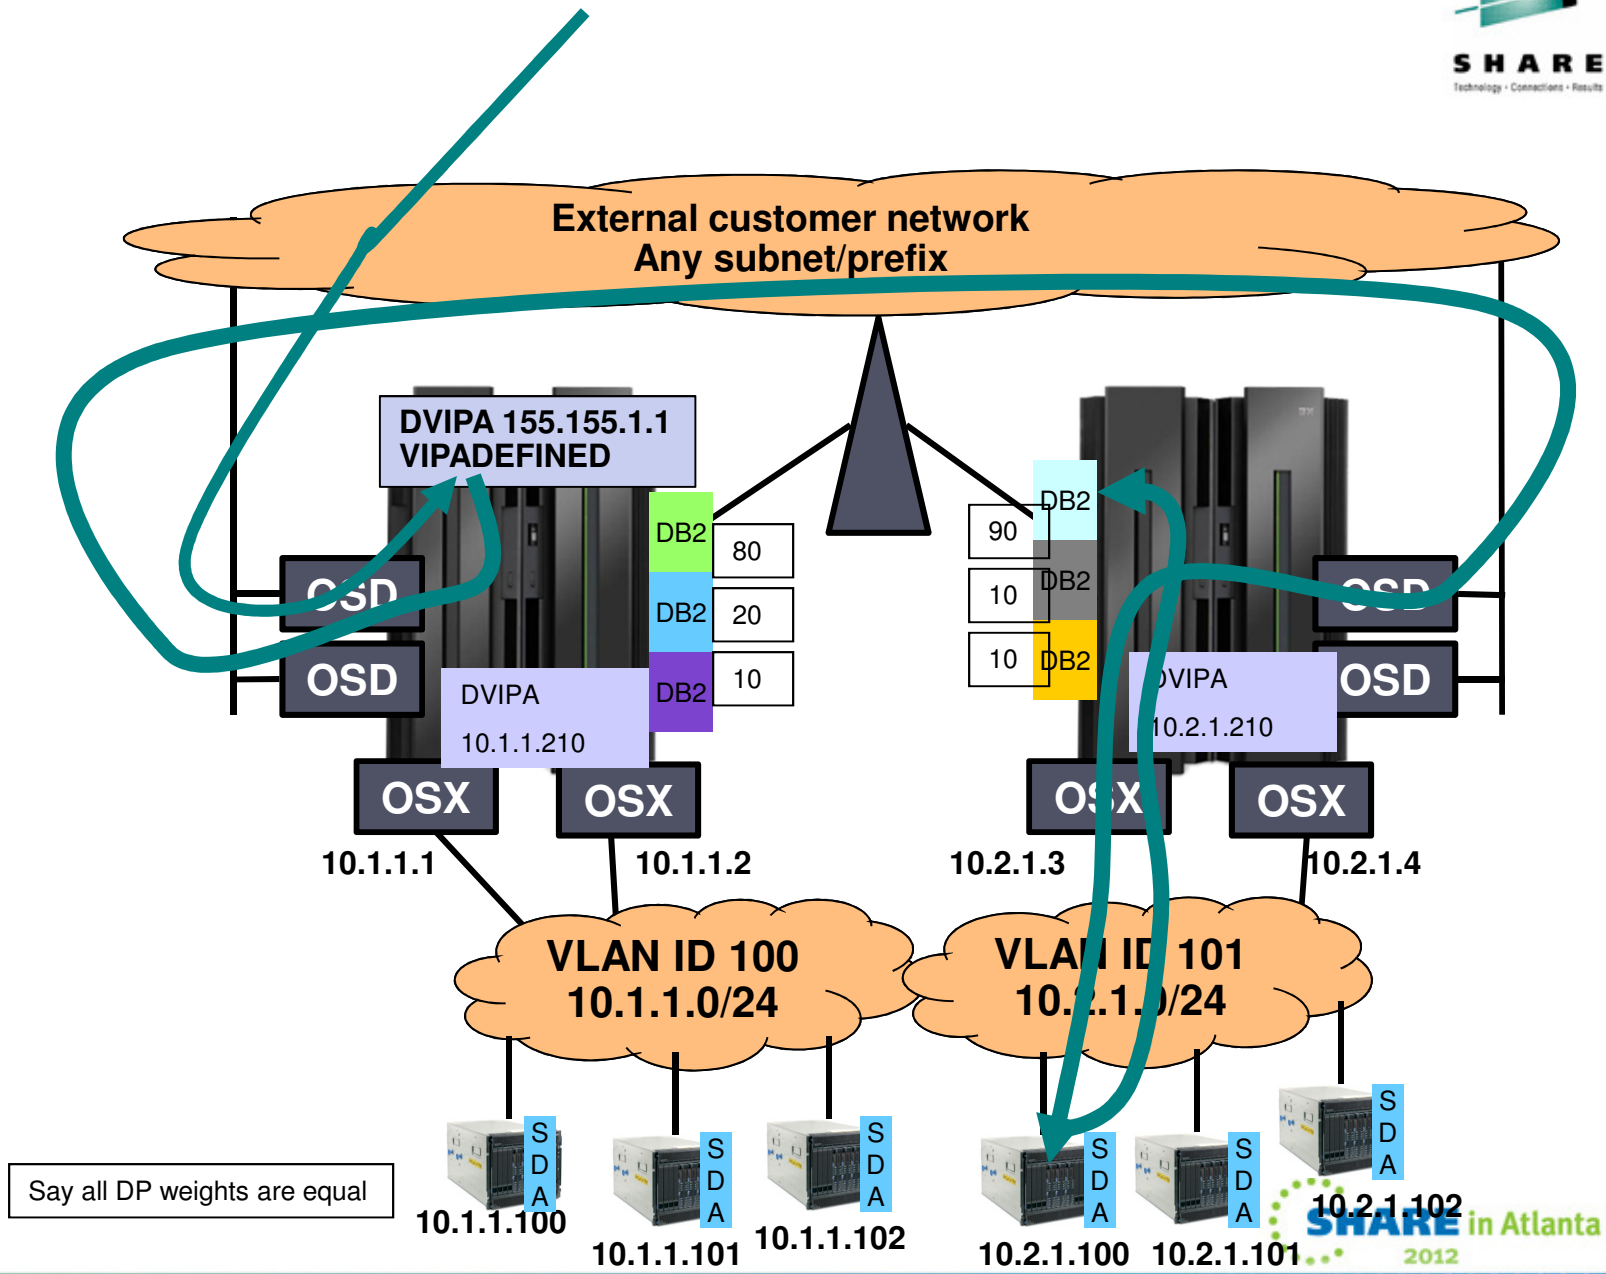 SHARE
Technology • Connections • Results
External customer network
Any subnet/prefix
DVIPA 155.155.1.1
VIPADEFINED
DB2
80
DB2
20
DB2
10
DB2
90
DB2
10
DB2
10
OSD
OSD
OSD
OSD
DVIPA
10.1.1.210
DVIPA
10.2.1.210
OSX
OSX
OSX
OSX
10.1.1.1
10.1.1.2
10.2.1.3
10.2.1.4
VLAN ID 100
10.1.1.0/24
VLAN ID 101
10.2.1.0/24
SDA
SDA
SDA
SDA
SDA
SDA
Say all DP weights are equal
10.1.1.100
10.1.1.101
10.1.1.102
10.2.1.100
10.2.1.101
10.2.1.102
SHARE in Atlanta
2012